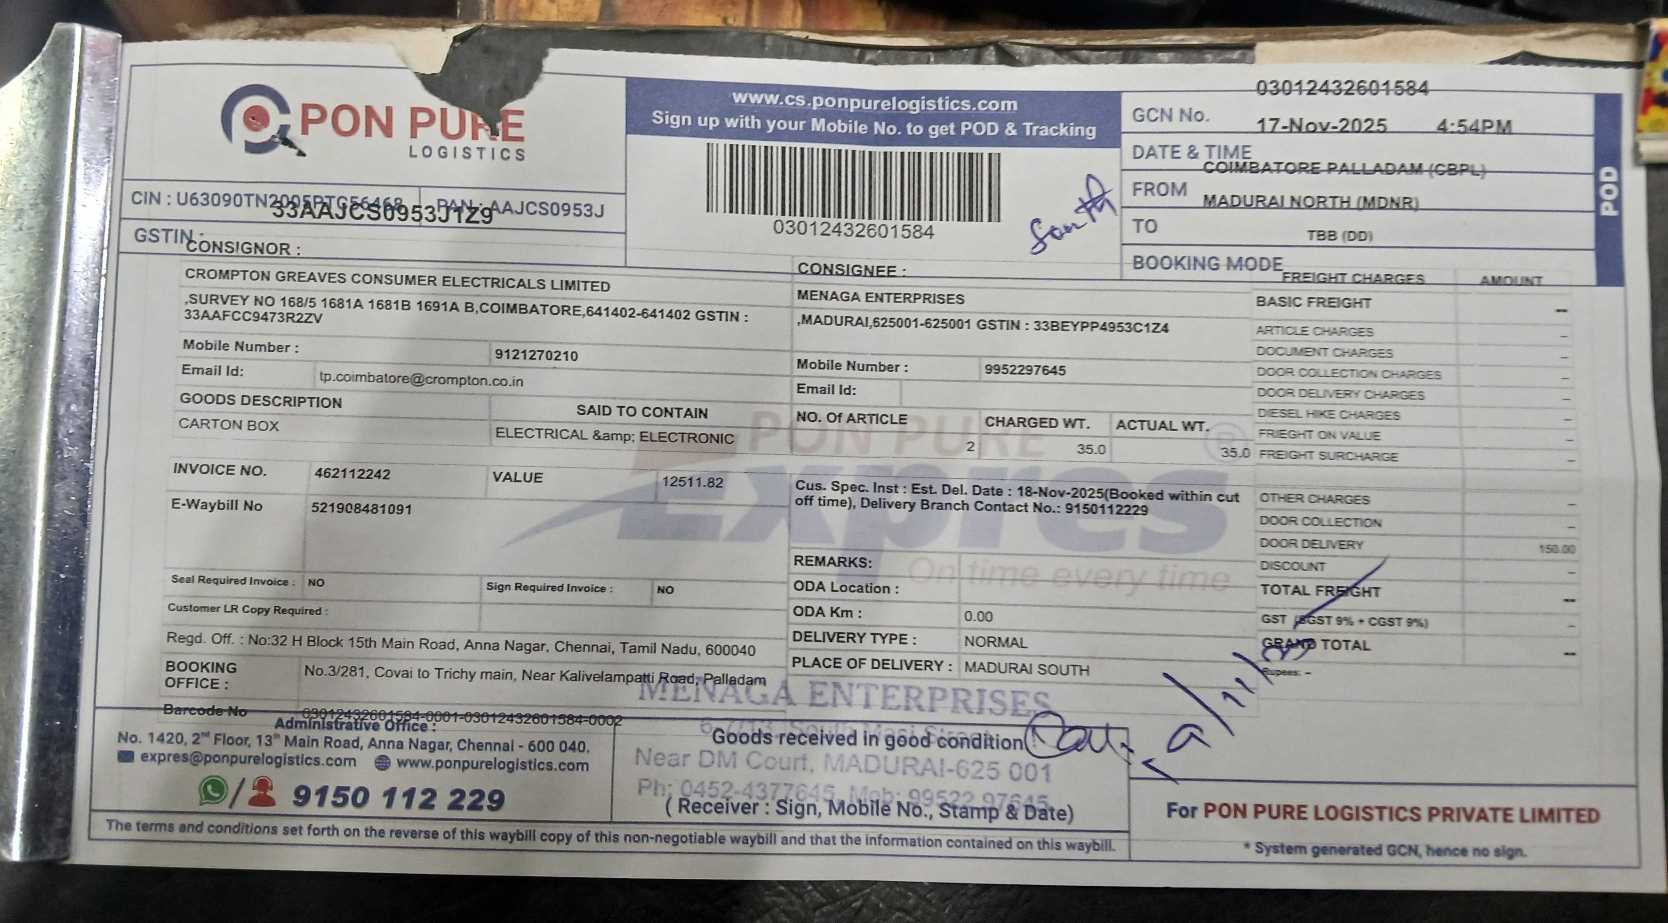 PON PURE
LOGISTICS
CIN : U63090TN2005PTC56468 PAN : AAJCS0953J
33AAJCS0953J1Z9
GSTIN :
www.cs.ponpurelogistics.com
Sign up with your Mobile No. to get POD & Tracking
03012432601584
South
GCN No. 03012432601584
DATE & TIME 17-Nov-2025 4:54PM
FROM COIMBATORE PALLADAM (CBPL)
TO MADURAI NORTH (MDNR)
BOOKING MODE TBB (DD)
POD
CONSIGNOR :
CROMPTON GREAVES CONSUMER ELECTRICALS LIMITED
,SURVEY NO 168/5 1681A 1681B 1691A B,COIMBATORE,641402-641402 GSTIN :
33AAFCC9473R2ZV
Mobile Number : 9121270210
Email Id: tp.coimbatore@crompton.co.in
GOODS DESCRIPTION SAID TO CONTAIN
CARTON BOX ELECTRICAL &amp; ELECTRONIC
INVOICE NO. 462112242 VALUE 12511.82
E-Waybill No 521908481091
Seal Required Invoice : NO Sign Required Invoice : NO
Customer LR Copy Required :
Regd. Off. : No:32 H Block 15th Main Road, Anna Nagar, Chennai, Tamil Nadu, 600040
BOOKING OFFICE : No.3/281, Covai to Trichy main, Near Kalivelampatti Road, Palladam
Barcode No 03012432601584-0001-03012432601584-0002
CONSIGNEE :
MENAGA ENTERPRISES
,MADURAI,625001-625001 GSTIN : 33BEYPP4953C1Z4
Mobile Number : 9952297645
Email Id:
NO. Of ARTICLE CHARGED WT. ACTUAL WT.
2 35.0 35.0
PON PURE
Expres
On time every time
Cus. Spec. Inst : Est. Del. Date : 18-Nov-2025(Booked within cut
off time), Delivery Branch Contact No.: 9150112229
REMARKS:
ODA Location :
ODA Km : 0.00
DELIVERY TYPE : NORMAL
PLACE OF DELIVERY : MADURAI SOUTH
FREIGHT CHARGES AMOUNT
BASIC FREIGHT --
ARTICLE CHARGES -
DOCUMENT CHARGES -
DOOR COLLECTION CHARGES -
DOOR DELIVERY CHARGES -
DIESEL HIKE CHARGES -
FRIEGHT ON VALUE -
FREIGHT SURCHARGE -
OTHER CHARGES -
DOOR COLLECTION -
DOOR DELIVERY 150.00
DISCOUNT -
TOTAL FREIGHT --
GST (SGST 9% + CGST 9%) -
GRAND TOTAL --
Rupees: --
Administrative Office :
No. 1420, 2nd Floor, 13th Main Road, Anna Nagar, Chennai - 600 040.
expres@ponpurelogistics.com www.ponpurelogistics.com
9150 112 229
MENAGA ENTERPRISES
Near DM Court, MADURAI-625 001
Ph: 0452-4377645, Mob: 99522 97645
Goods received in good condition
( Receiver : Sign, Mobile No., Stamp & Date)
For PON PURE LOGISTICS PRIVATE LIMITED
* System generated GCN, hence no sign.
The terms and conditions set forth on the reverse of this waybill copy of this non-negotiable waybill and that the information contained on this waybill.